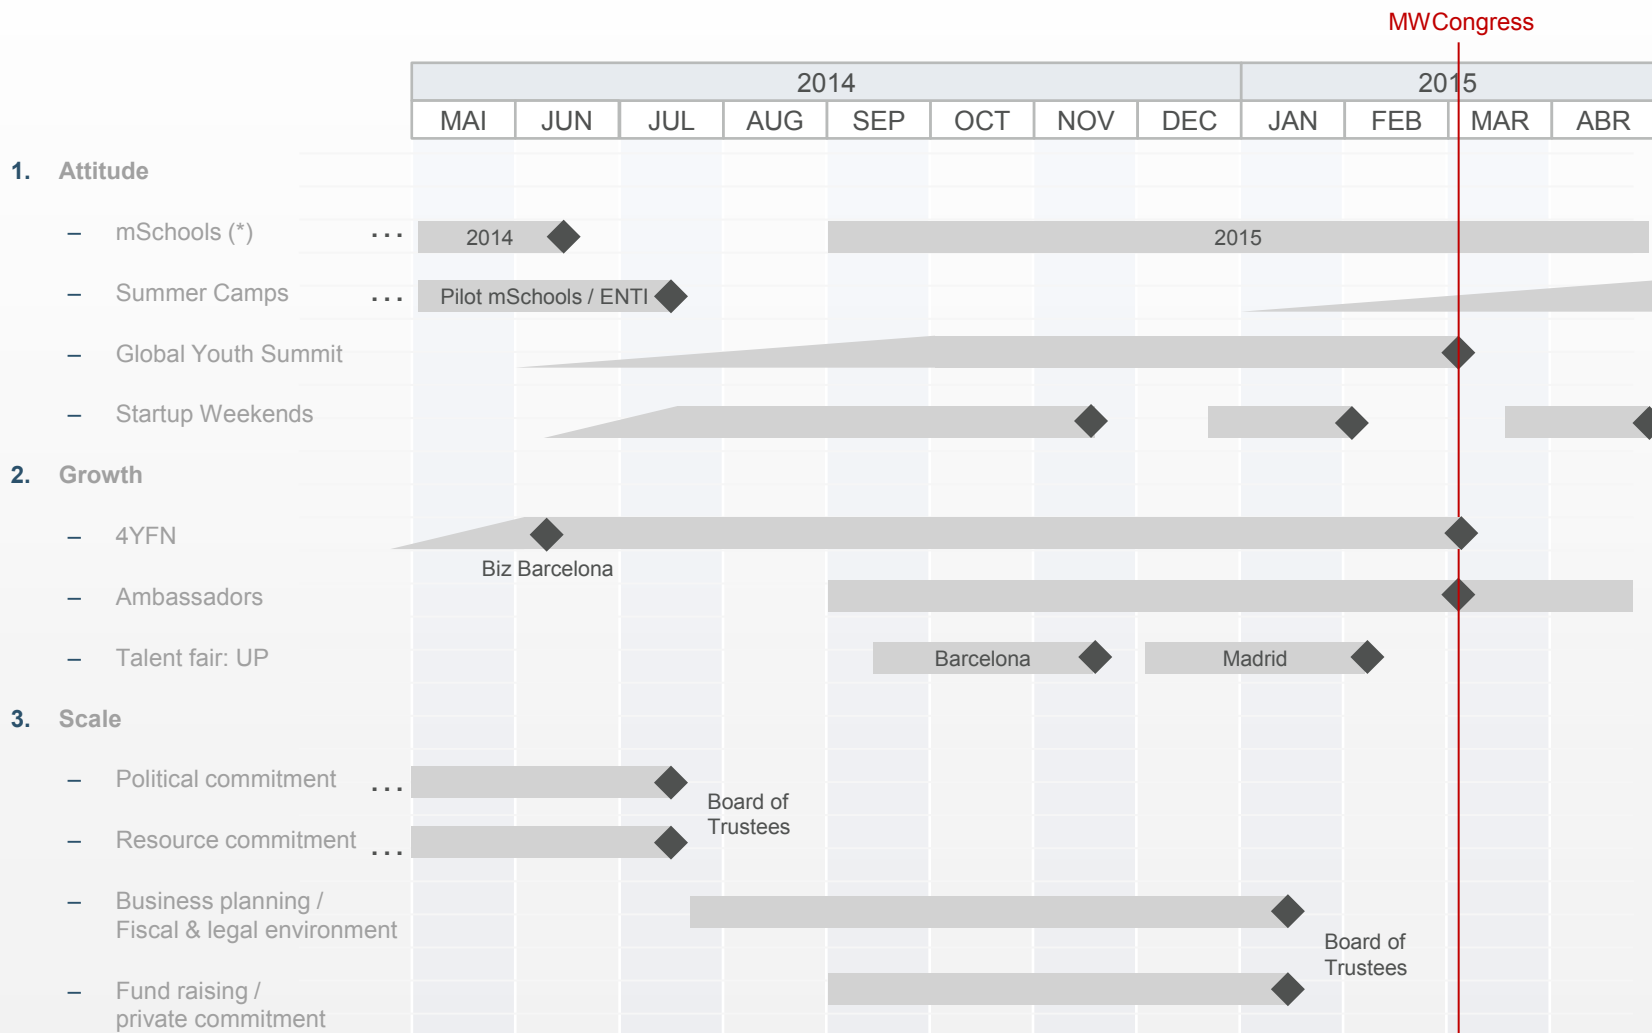 MWCongress
2014 2015
MAI JUN JUL AUG SEP OCT NOV DEC JAN FEB MAR ABR
1. Attitude
– mSchools (*) ... 2014 2015
– Summer Camps ... Pilot mSchools / ENTI
– Global Youth Summit
– Startup Weekends
2. Growth
– 4YFN
Biz Barcelona
– Ambassadors
– Talent fair: UP Barcelona Madrid
3. Scale
– Political commitment ...
Board of
Trustees
– Resource commitment ...
– Business planning /
Fiscal & legal environment
Board of
Trustees
– Fund raising /
private commitment